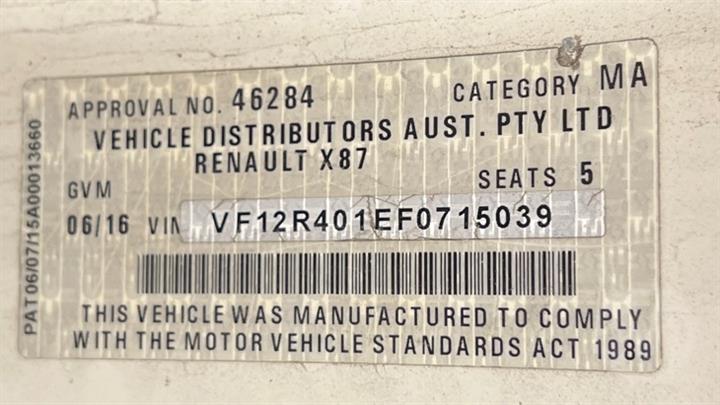 APPROVAL NO. 46284 CATEGORY MA
VEHICLE DISTRIBUTORS AUST. PTY LTD
RENAULT X87
GVM SEATS 5
06/16 VIN VF12R401EF0715039
THIS VEHICLE WAS MANUFACTURED TO COMPLY
WITH THE MOTOR VEHICLE STANDARDS ACT 1989
PAT06/07/15A00013660